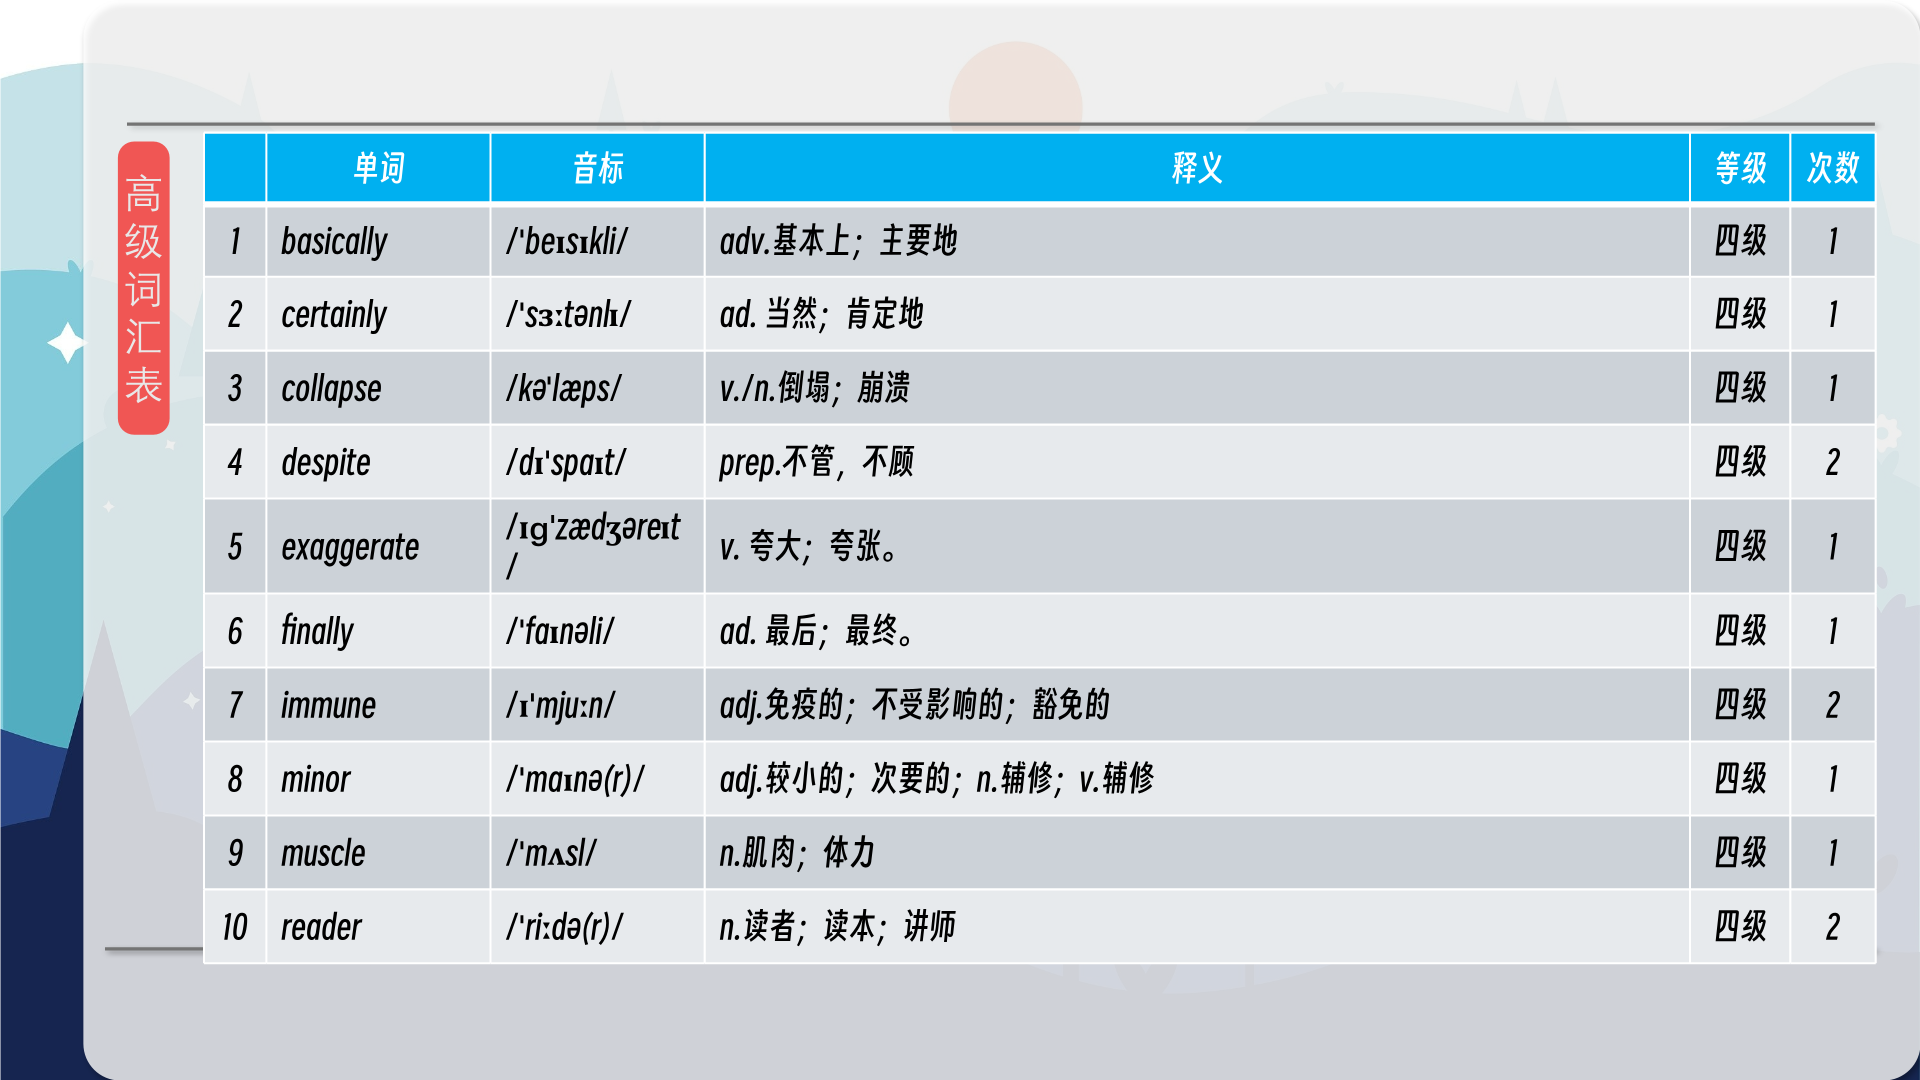 高级词汇表
单词 音标 释义 等级 次数
1 basically /'beɪsɪkli/ adv.基本上；主要地 四级 1
2 certainly /'sɜːtənlɪ/ ad. 当然；肯定地 四级 1
3 collapse /kə'læps/ v./n.倒塌；崩溃 四级 1
4 despite /dɪ'spaɪt/ prep.不管，不顾 四级 2
5 exaggerate /ɪɡ'zædʒəreɪt
/ v. 夸大；夸张。 四级 1
6 finally /'faɪnəli/ ad. 最后；最终。 四级 1
7 immune /ɪ'mjuːn/ adj.免疫的；不受影响的；豁免的 四级 2
8 minor /'maɪnə(r)/ adj.较小的；次要的；n.辅修；v.辅修 四级 1
9 muscle /'mʌsl/ n.肌肉；体力 四级 1
10 reader /'riːdə(r)/ n.读者；读本；讲师 四级 2